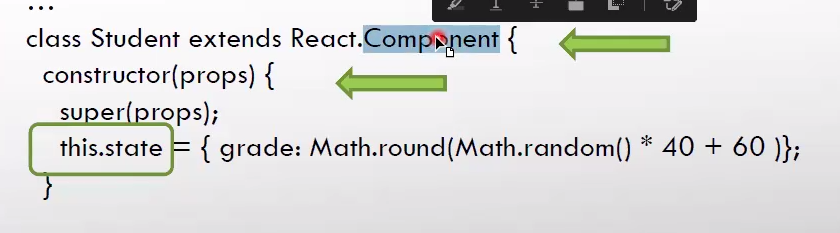 ...
class Student extends React.Component {
constructor(props) {
super(props);
this.state = { grade: Math.round(Math.random() * 40 + 60 )};
}